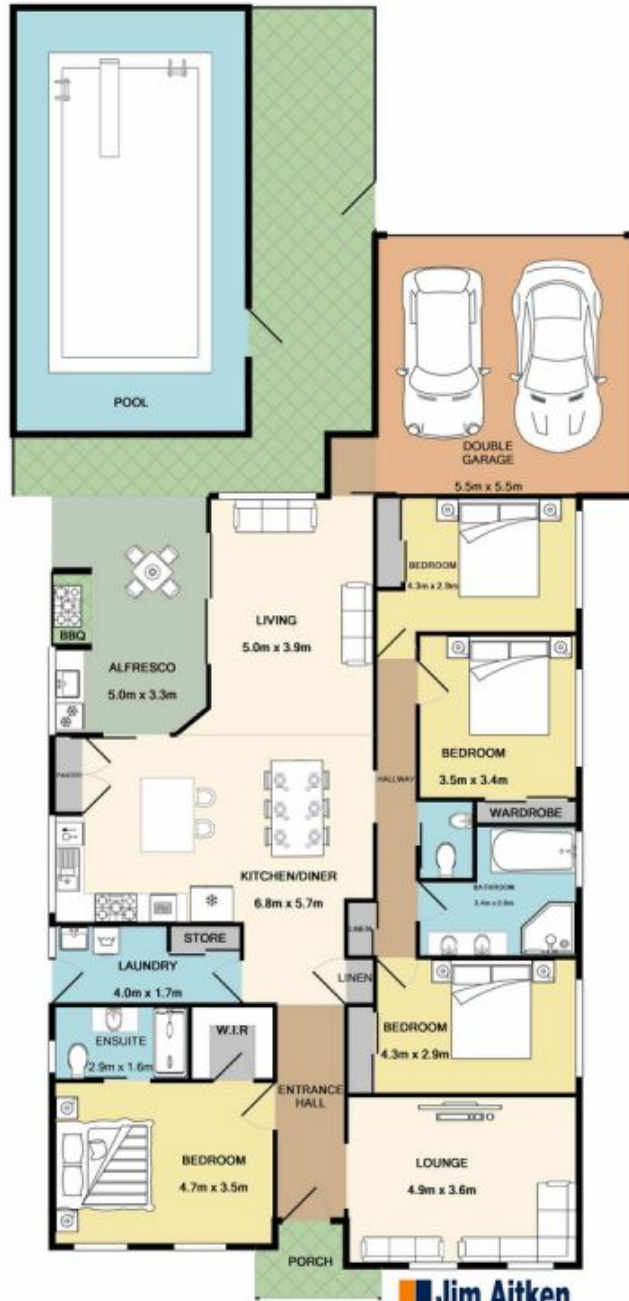 POOL
DOUBLE
GARAGE
5.5m x 5.5m
BEDROOM
4.3m x 2.9m
LIVING
5.0m x 3.9m
BBQ
ALFRESCO
5.0m x 3.3m
BEDROOM
3.5m x 3.4m
HALLWAY
PANTRY
WARDROBE
KITCHEN/DINER
6.8m x 5.7m
BATHROOM
3.4m x 2.8m
LINEN
STORE
LAUNDRY
4.0m x 1.7m
LINEN
W.I.R
ENSUITE
2.9m x 1.6m
BEDROOM
4.3m x 2.9m
ENTRANCE
HALL
BEDROOM
4.7m x 3.5m
LOUNGE
4.9m x 3.6m
PORCH
Jim Aitken